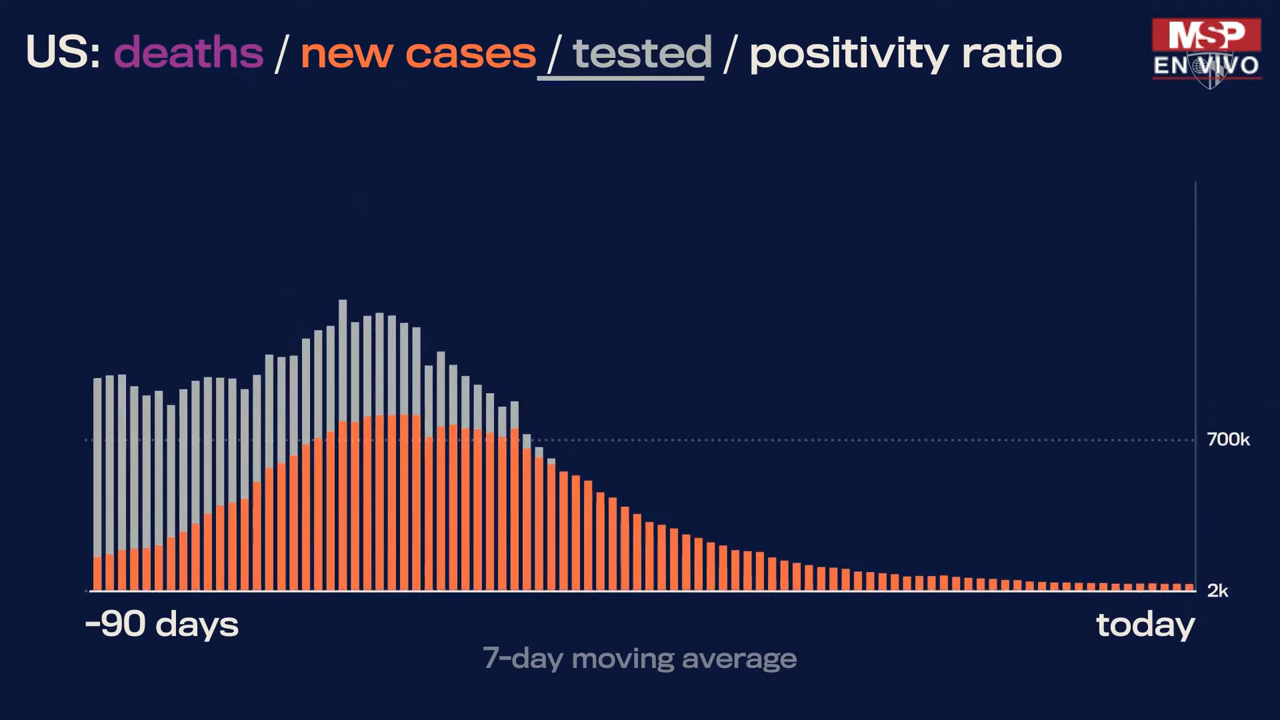 US: deaths / new cases / tested / positivity ratio
MSP
EN VIVO
700k
2k
-90 days
today
7-day moving average